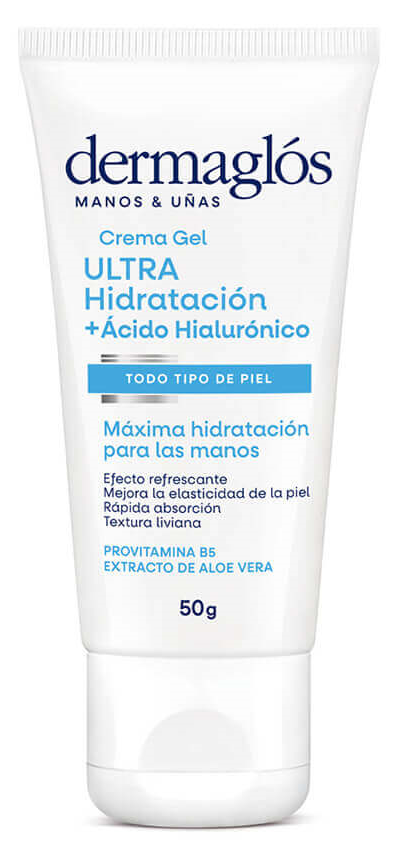 dermaglós
MANOS & UÑAS
Crema Gel
ULTRA
Hidratación
+Ácido Hialurónico
TODO TIPO DE PIEL
Máxima hidratación
para las manos
Efecto refrescante
Mejora la elasticidad de la piel
Rápida absorción
Textura liviana
PROVITAMINA B5
EXTRACTO DE ALOE VERA
50g